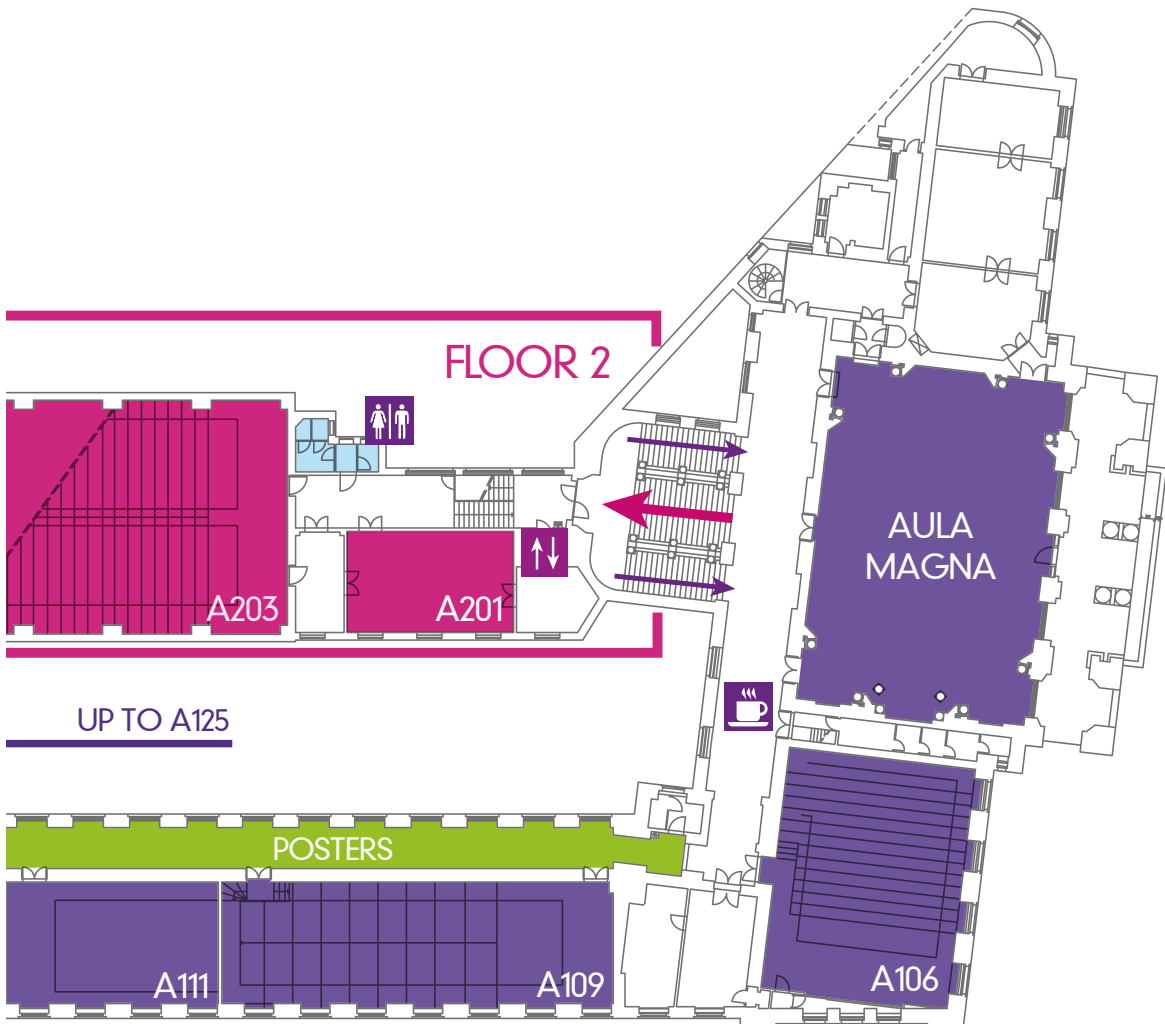 FLOOR 2
AULA
MAGNA
A203
A201
UP TO A125
POSTERS
A111
A109
A106